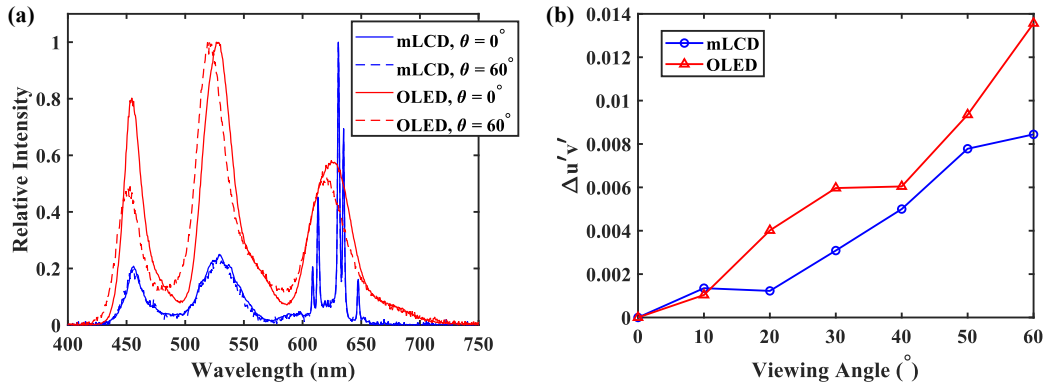 (a)
mLCD, θ = 0°
mLCD, θ = 60°
OLED, θ = 0°
OLED, θ = 60°
1
0.8
0.6
0.4
0.2
0
Relative Intensity
400 450 500 550 600 650 700 750
Wavelength (nm)
(b)
mLCD
OLED
0.014
0.012
0.01
0.008
0.006
0.004
0.002
0
Δu′v′
0 10 20 30 40 50 60
Viewing Angle (°)